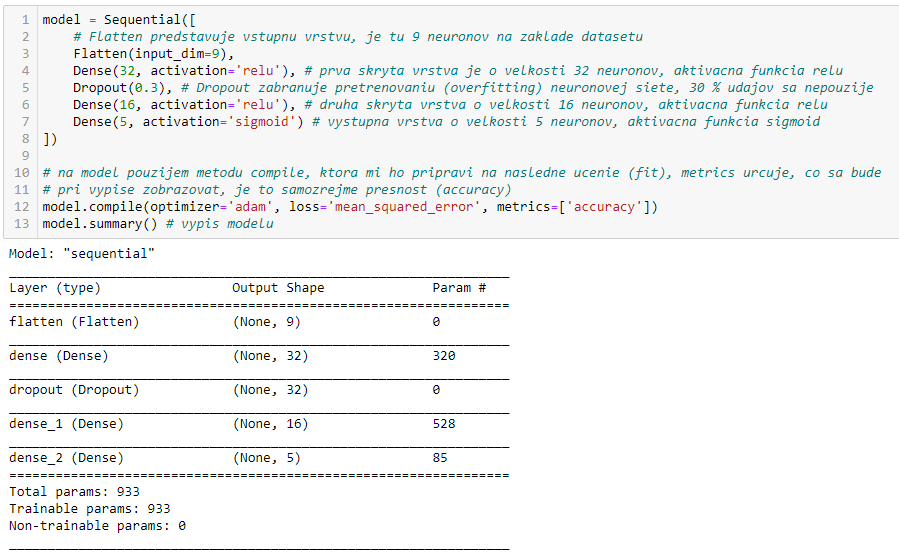 1 model = Sequential([
2 # Flatten predstavuje vstupnu vrstvu, je tu 9 neuronov na zaklade datasetu
3 Flatten(input_dim=9),
4 Dense(32, activation='relu'), # prva skryta vrstva je o velkosti 32 neuronov, aktivacna funkcia relu
5 Dropout(0.3), # Dropout zabranuje pretrenovaniu (overfitting) neuronovej siete, 30 % udajov sa nepouzije
6 Dense(16, activation='relu'), # druha skryta vrstva o velkosti 16 neuronov, aktivacna funkcia relu
7 Dense(5, activation='sigmoid') # vystupna vrstva o velkosti 5 neuronov, aktivacna funkcia sigmoid
8 ])
9
10 # na model pouzijem metodu compile, ktora mi ho pripravi na nasledne ucenie (fit), metrics urcuje, co sa bude
11 # pri vypise zobrazovat, je to samozrejme presnost (accuracy)
12 model.compile(optimizer='adam', loss='mean_squared_error', metrics=['accuracy'])
13 model.summary() # vypis modelu
Model: "sequential"
Layer (type) Output Shape Param #
flatten (Flatten) (None, 9) 0
dense (Dense) (None, 32) 320
dropout (Dropout) (None, 32) 0
dense_1 (Dense) (None, 16) 528
dense_2 (Dense) (None, 5) 85
Total params: 933
Trainable params: 933
Non-trainable params: 0